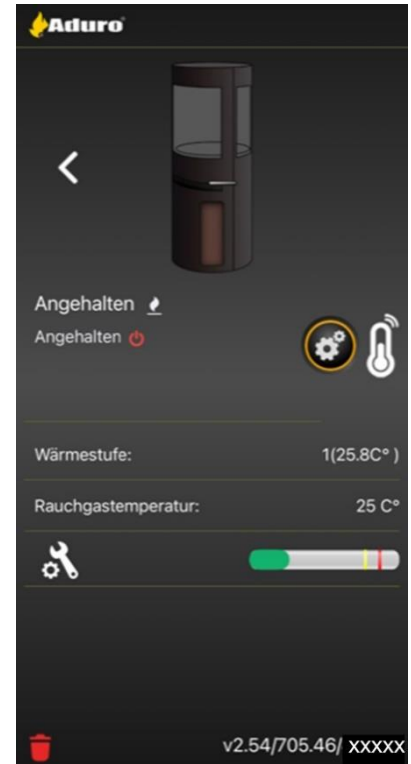 Aduro
Angehalten
Angehalten
Wärmestufe: 1(25.8C° )
Rauchgastemperatur: 25 C°
v2.54/705.46/ XXXXX